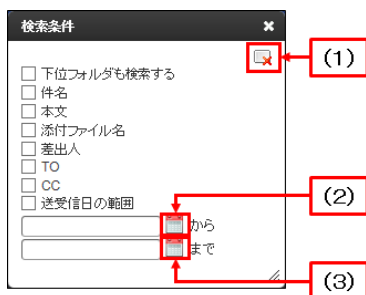 検索条件
(1)
下位フォルダも検索する
件名
本文
添付ファイル名
差出人
TO
CC
送受信日の範囲
(2)
から
まで
(3)